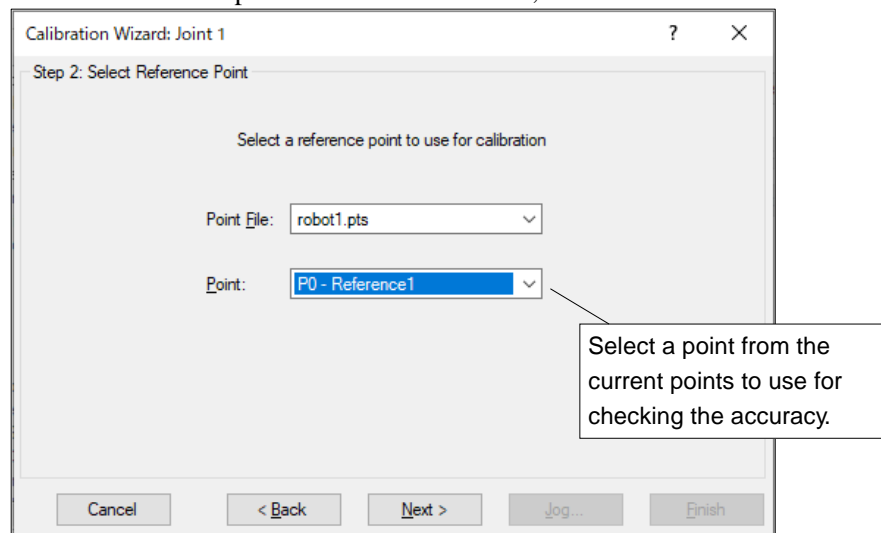 Calibration Wizard: Joint 1 ?
Step 2: Select Reference Point
Select a reference point to use for calibration
Point File: robot1.pts
Point: P0 - Reference1
Select a point from the
current points to use for
checking the accuracy.
Cancel < Back Next > Jog... Finish